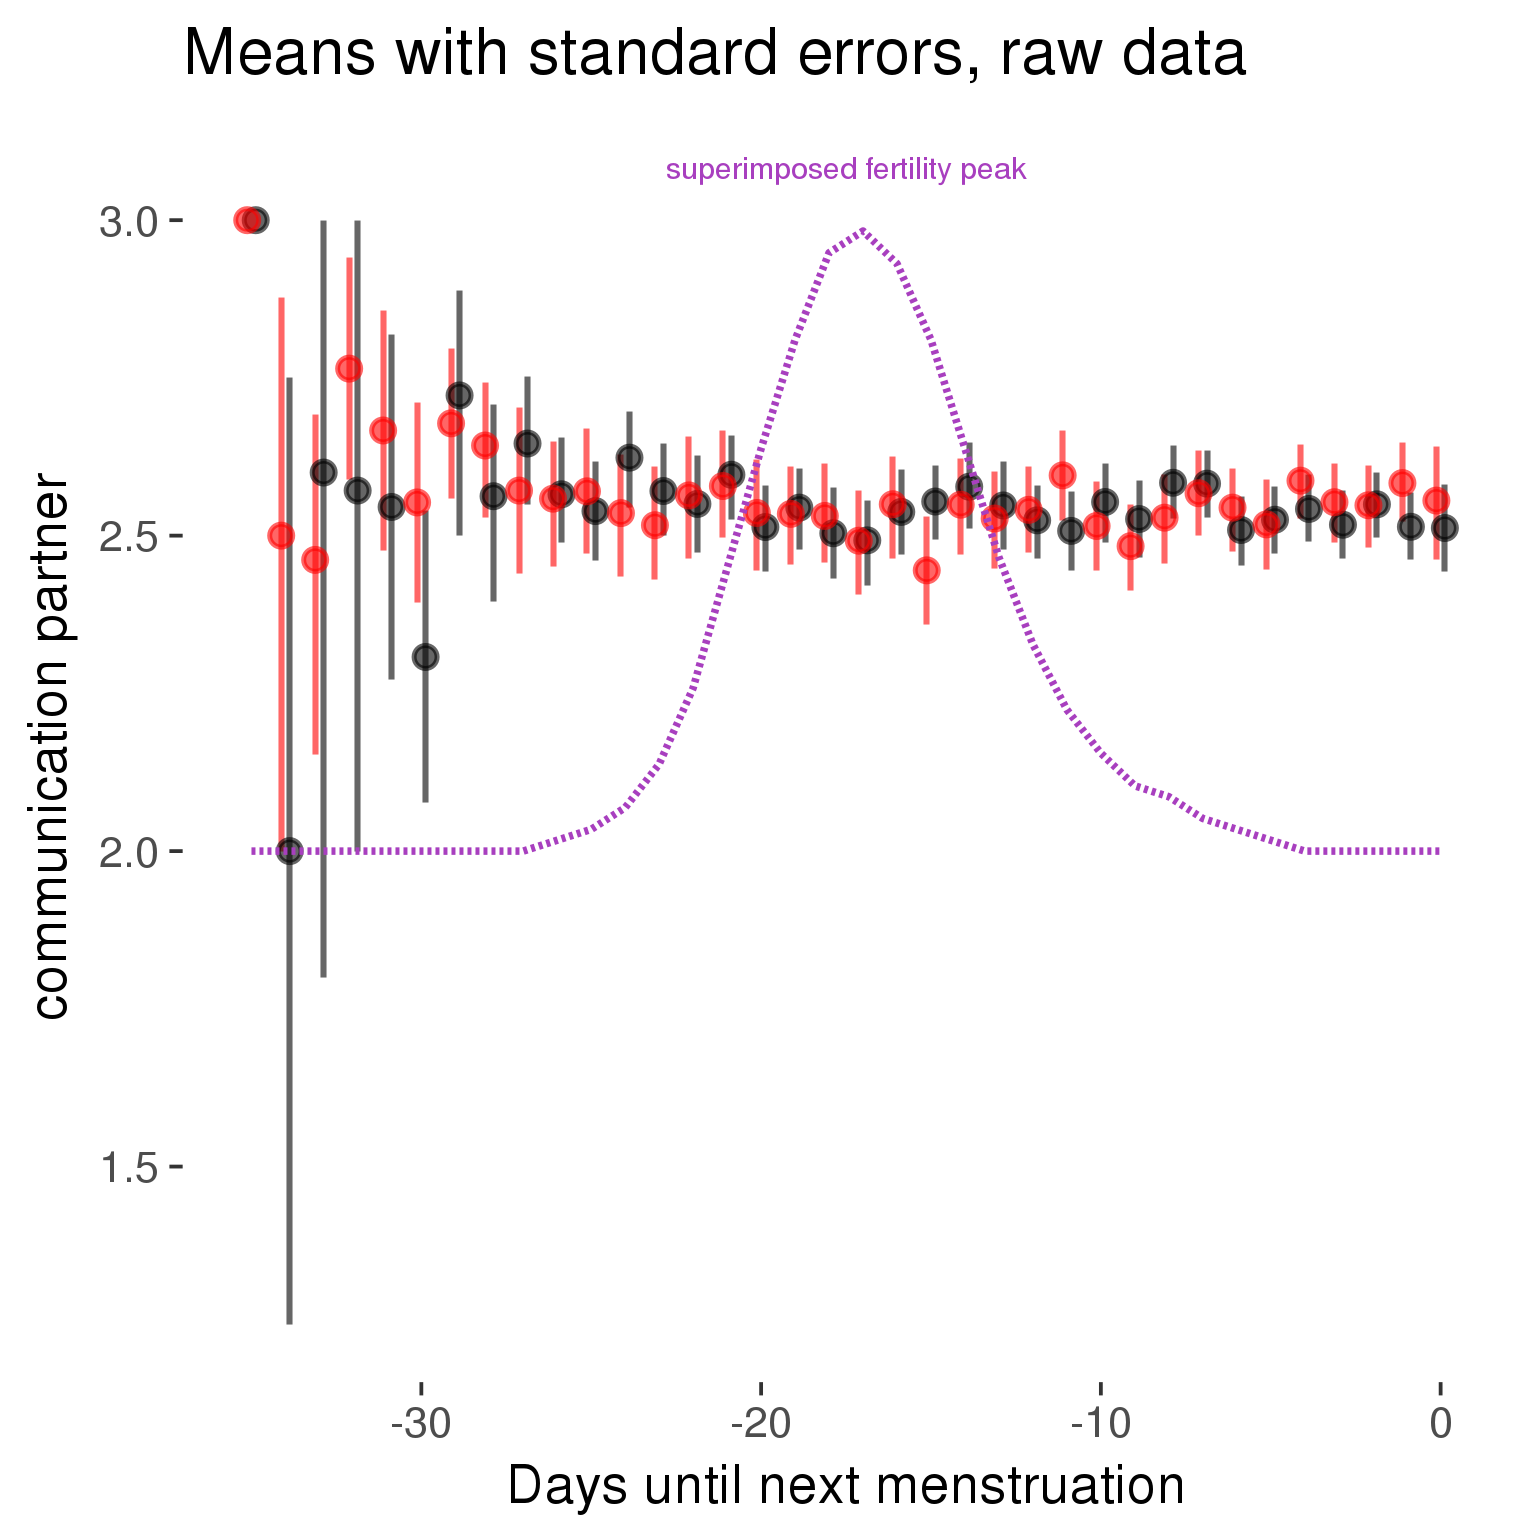 Means with standard errors, raw data
superimposed fertility peak
3.0
2.5
2.0
1.5
communication partner
-30
-20
-10
0
Days until next menstruation